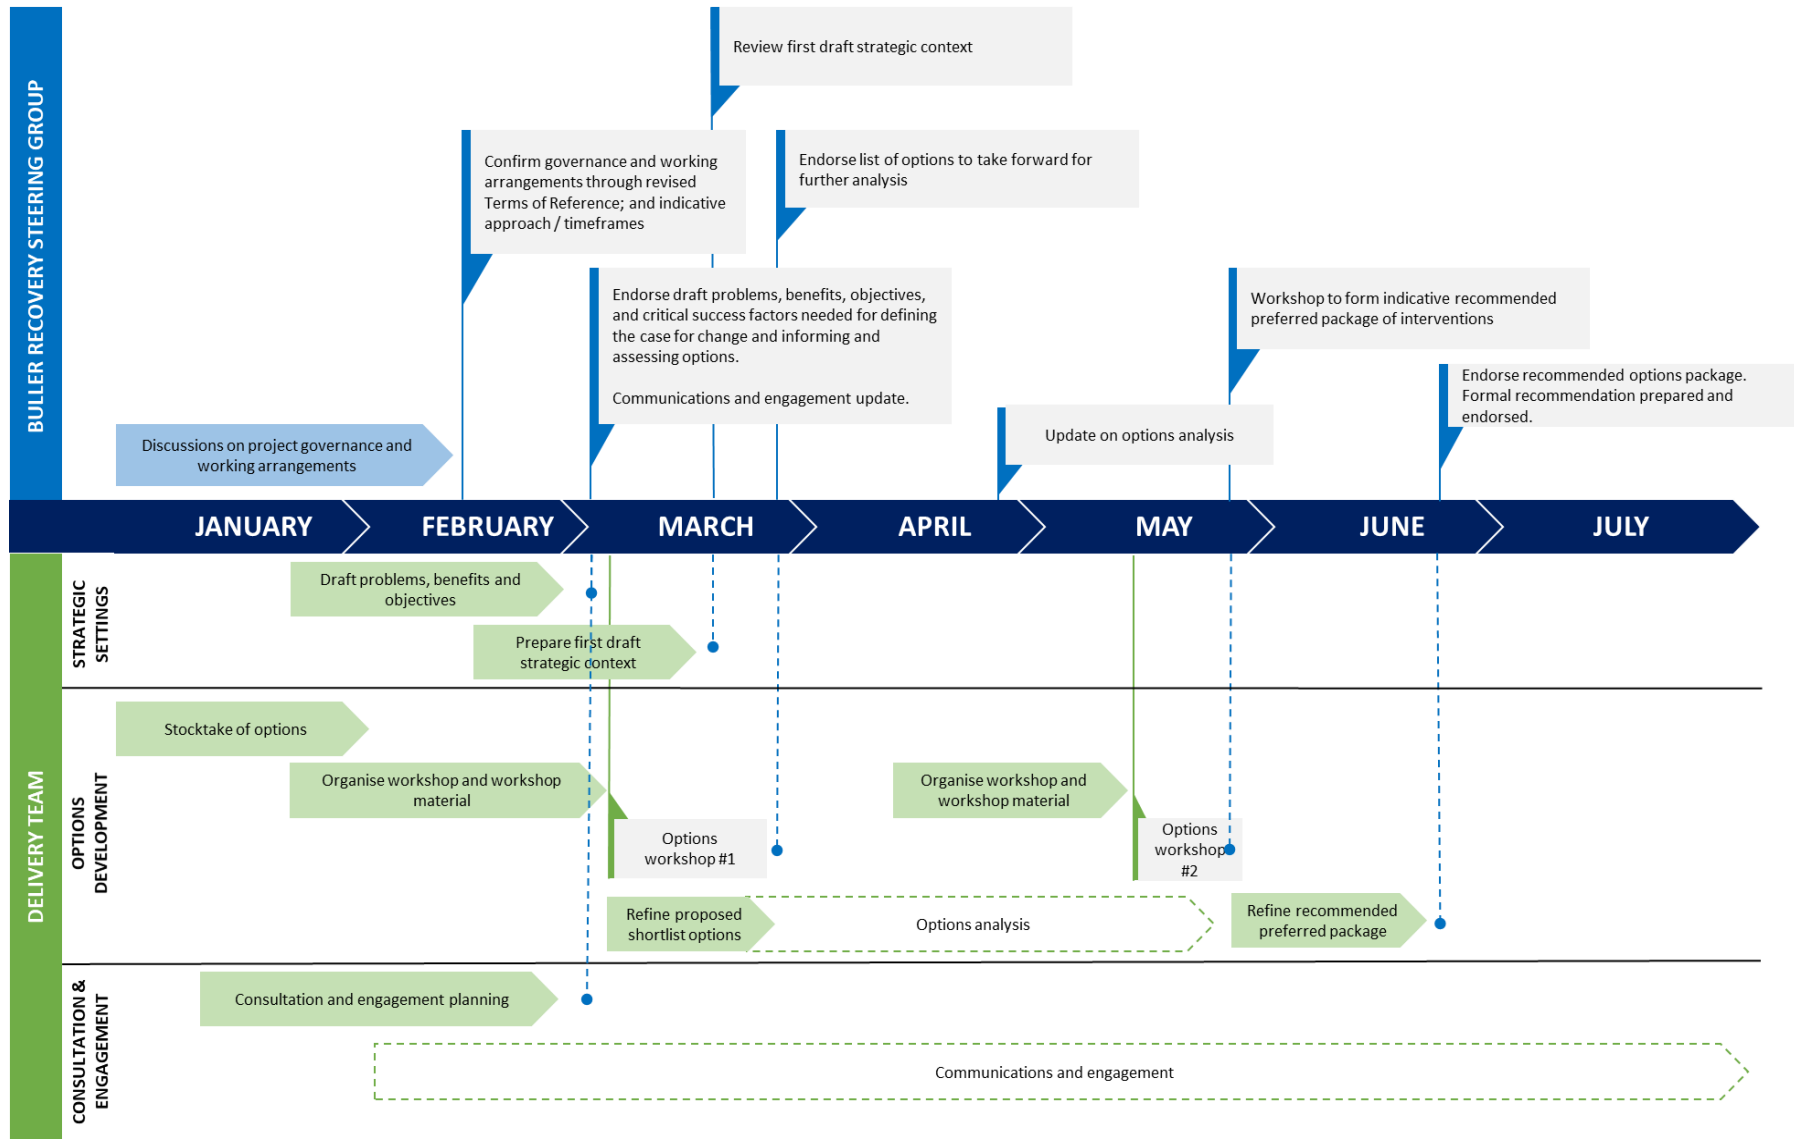 BULLER RECOVERY STEERING GROUP
Review first draft strategic context
Confirm governance and working
arrangements through revised
Terms of Reference; and indicative
approach / timeframes
Endorse list of options to take forward for
further analysis
Endorse draft problems, benefits, objectives,
and critical success factors needed for defining
the case for change and informing and
assessing options.
Communications and engagement update.
Workshop to form indicative recommended
preferred package of interventions
Endorse recommended options package.
Formal recommendation prepared and
endorsed.
Update on options analysis
Discussions on project governance and
working arrangements
JANUARY
FEBRUARY
MARCH
APRIL
MAY
JUNE
JULY
DELIVERY TEAM
STRATEGIC
SETTINGS
Draft problems, benefits and
objectives
Prepare first draft
strategic context
OPTIONS
DEVELOPMENT
Stocktake of options
Organise workshop and workshop
material
Organise workshop and
workshop material
Options
workshop #1
Options
workshop
#2
Refine proposed
shortlist options
Options analysis
Refine recommended
preferred package
CONSULTATION &
ENGAGEMENT
Consultation and engagement planning
Communications and engagement